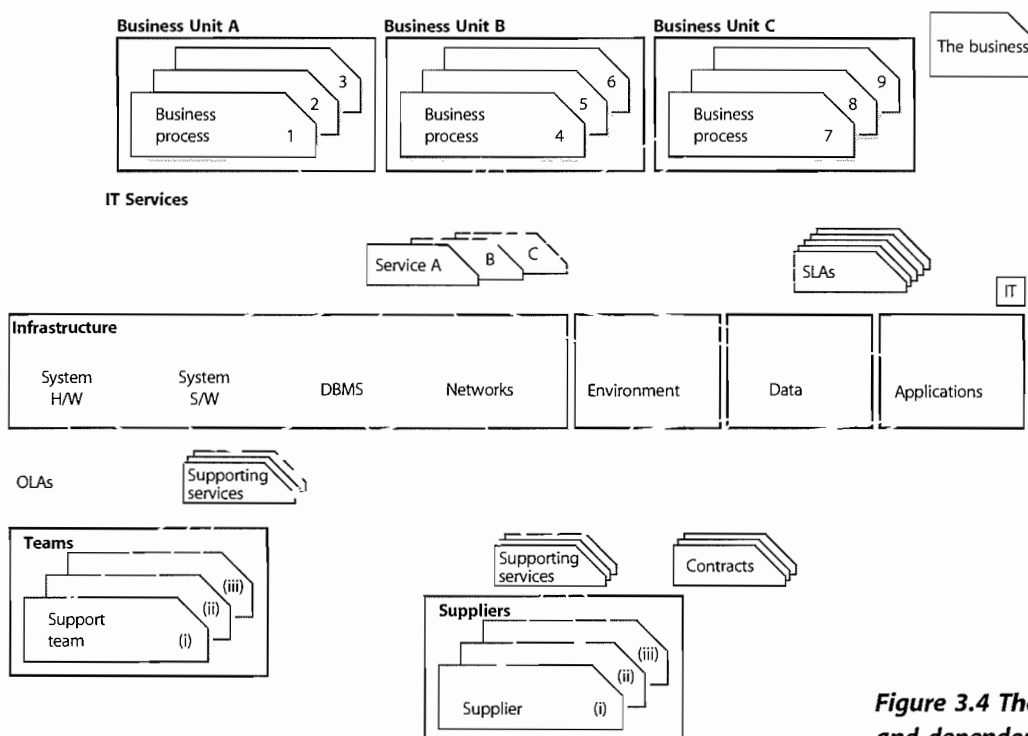 Business Unit A
Business Unit B
Business Unit C
The business
3
2
Business
process 1
6
5
Business
process 4
9
8
Business
process 7
IT Services
Service A
B
C
SLAs
IT
Infrastructure
System
H/W
System
S/W
DBMS
Networks
Environment
Data
Applications
OLAs
Supporting
services
Teams
(iii)
(ii)
Support
team (i)
Supporting
services
Contracts
Suppliers
(iii)
(ii)
Supplier (i)
Figure 3.4